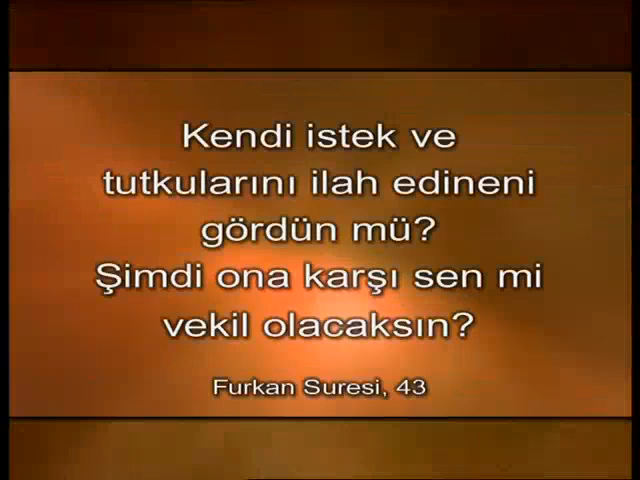 Kendi istek ve
tutkularını ilah edineni
gördün mü?
Şimdi ona karşı sen mi
vekil olacaksın?
Furkan Suresi, 43